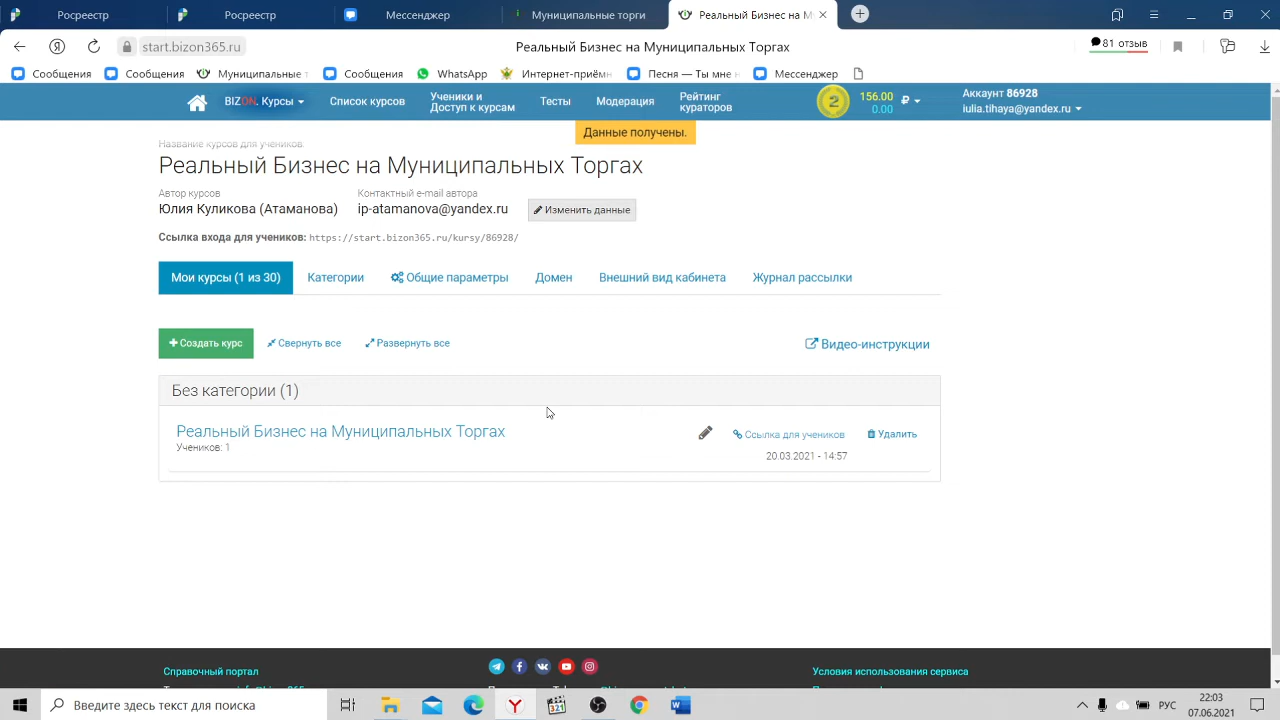 Росреестр
Росреестр
Мессенджер
Муниципальные торги
Реальный Бизнес на М
start.bizon365.ru
Реальный Бизнес на Муниципальных Торгах
81 отзыв
Сообщения
Сообщения
Муниципальные т
Сообщения
WhatsApp
Интернет-приём
Песня — Ты мне н
Мессенджер
BIZON. Курсы
Список курсов
Ученики и
Доступ к курсам
Тесты
Модерация
Рейтинг
кураторов
2
156.00
0.00
₽
Аккаунт 86928
iulia.tihaya@yandex.ru
Данные получены.
Название курсов для учеников:
Реальный Бизнес на Муниципальных Торгах
Автор курсов
Контактный e-mail автора
Юлия Куликова (Атаманова)
ip-atamanova@yandex.ru
Изменить данные
Ссылка входа для учеников: https://start.bizon365.ru/kursy/86928/
Мои курсы (1 из 30)
Категории
Общие параметры
Домен
Внешний вид кабинета
Журнал рассылки
Создать курс
Свернуть все
Развернуть все
Видео-инструкции
Без категории (1)
Реальный Бизнес на Муниципальных Торгах
Ссылка для учеников
Удалить
Учеников: 1
20.03.2021 - 14:57
Справочный портал
Условия использования сервиса
Введите здесь текст для поиска
321
РУС
22:03
07.06.2021